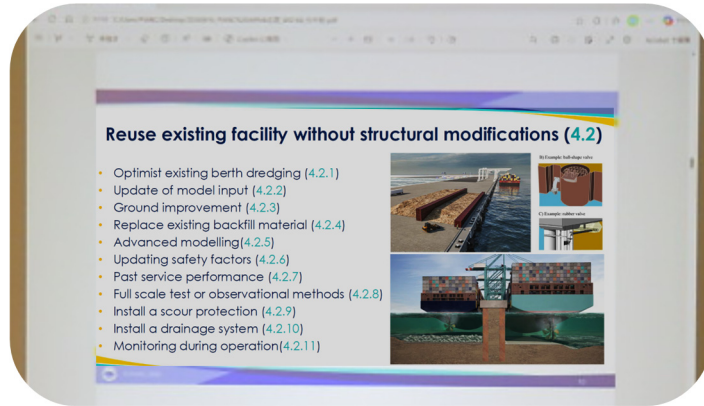 Reuse existing facility without structural modifications (4.2)
• Optimist existing berth dredging (4.2.1)
• Update of model input (4.2.2)
• Ground improvement (4.2.3)
• Replace existing backfill material (4.2.4)
• Advanced modelling(4.2.5)
• Updating safety factors (4.2.6)
• Past service performance (4.2.7)
• Full scale test or observational methods (4.2.8)
• Install a scour protection (4.2.9)
• Install a drainage system (4.2.10)
• Monitoring during operation(4.2.11)
B) Example: ball-shape valve
C) Example: rubber valve